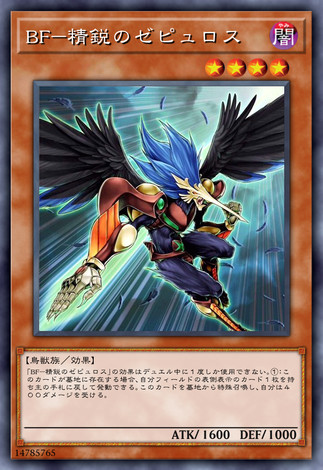 BF－精鋭のゼピュロス
闇
やみ
【鳥獣族／効果】
「BF-精鋭のゼピュロス」の効果はデュエル中に１度しか使用できない。①：こ
のカードが墓地に存在する場合、自分フィールドの表側表示のカード１枚を持
ち主の手札に戻して発動できる。このカードを墓地から特殊召喚し、自分は４
００ダメージを受ける。
ATK/ 1600 DEF/1000
14785765